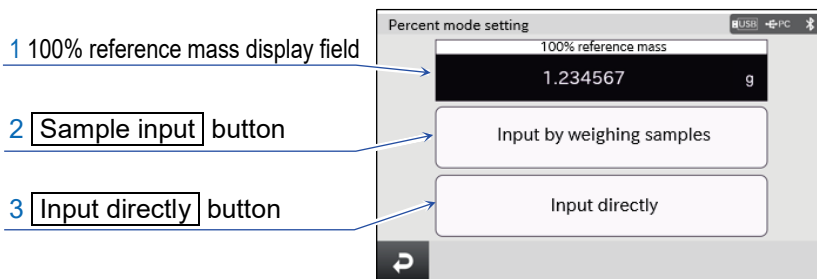 Percent mode setting USB PC
1 100% reference mass display field
100% reference mass
1.234567 g
2 Sample input button
Input by weighing samples
3 Input directly button
Input directly